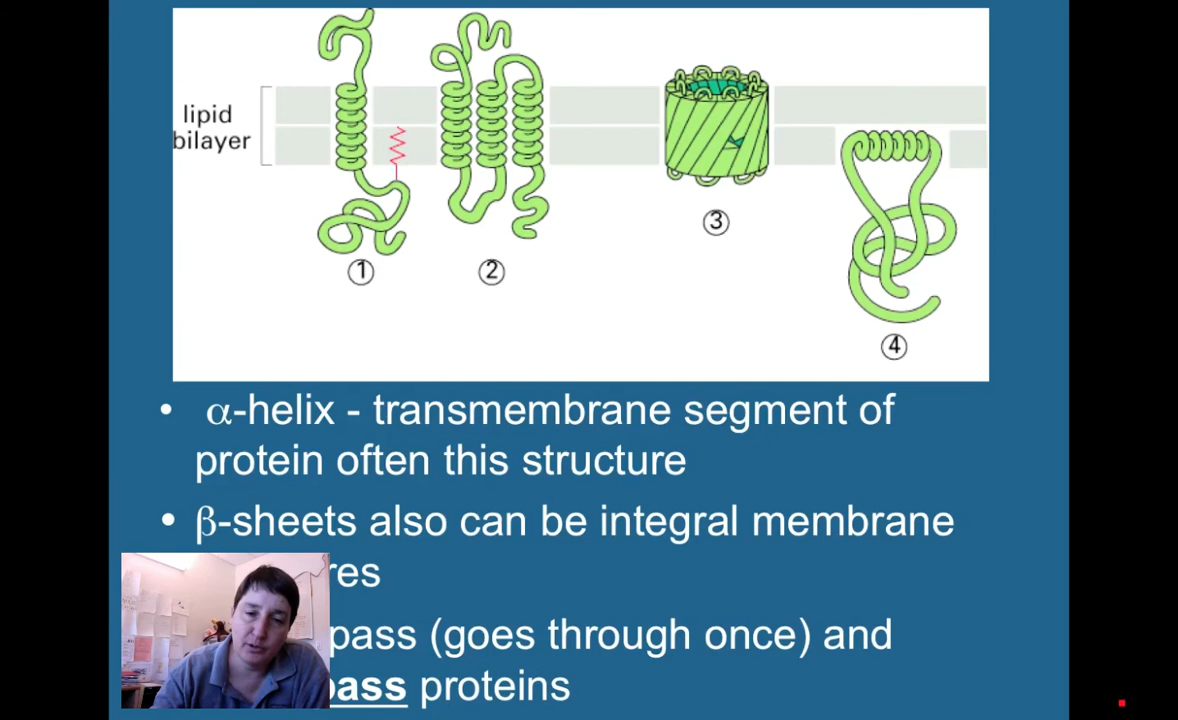 lipid
bilayer
① ② ③
④
• α-helix - transmembrane segment of
protein often this structure
• β-sheets also can be integral membrane
res
pass (goes through once) and
pass proteins